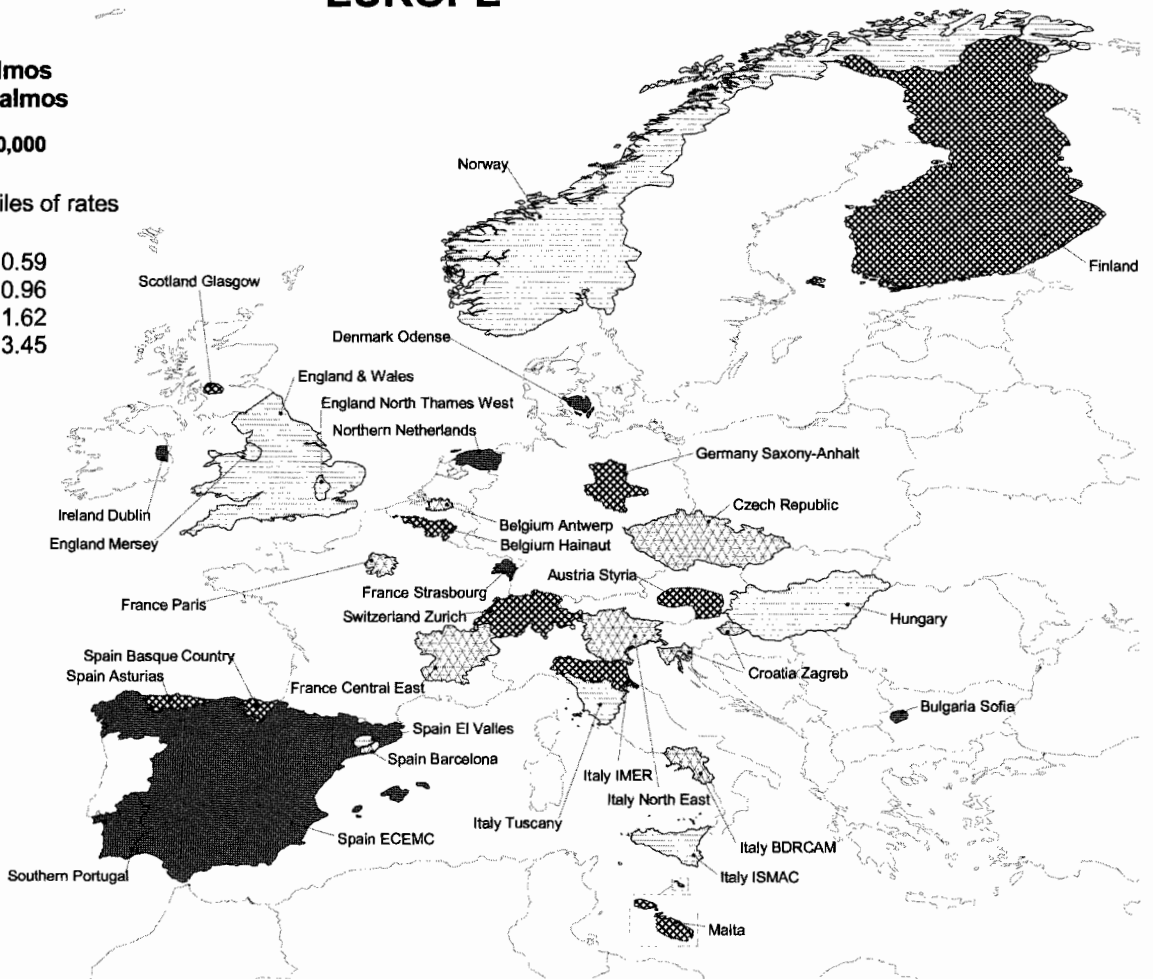 EUROPE
lmos
almos
0,000
iles of rates
0.59
0.96
1.62
3.45
Norway
Finland
Scotland Glasgow
Denmark Odense
England & Wales
England North Thames West
Northern Netherlands
Germany Saxony-Anhalt
Czech Republic
Ireland Dublin
Belgium Antwerp
England Mersey
Belgium Hainaut
Austria Styria
France Strasbourg
France Paris
Switzerland Zurich
Hungary
Spain Basque Country
Croatia Zagreb
Spain Asturias
France Central East
Bulgaria Sofia
Spain El Valles
Spain Barcelona
Italy IMER
Italy North East
Italy Tuscany
Spain ECEMC
Italy BDRCAM
Southern Portugal
Italy ISMAC
Malta